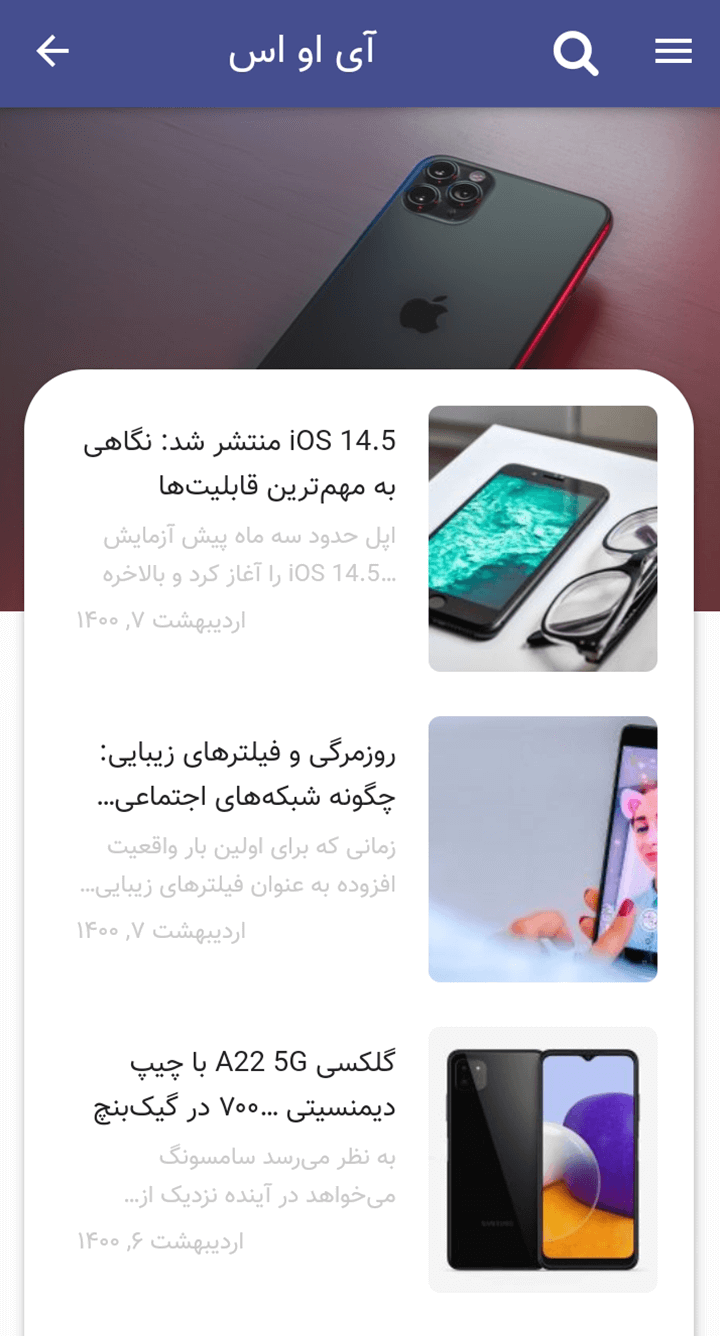 آی او اس
iOS 14.5 منتشر شد: نگاهی
به مهم‌ترین قابلیت‌ها
اپل حدود سه ماه پیش آزمایش
iOS 14.5 را آغاز کرد و بالاخره...
اردیبهشت ۷, ۱۴۰۰
روزمرگی و فیلترهای زیبایی:
چگونه شبکه‌های اجتماعی...
زمانی که برای اولین بار واقعیت
افزوده به عنوان فیلترهای زیبایی...
اردیبهشت ۷, ۱۴۰۰
گلکسی A22 5G با چیپ
دیمنسیتی ...۷۰۰ در گیک‌بنچ
به نظر می‌رسد سامسونگ
می‌خواهد در آینده نزدیک از...
اردیبهشت ۶, ۱۴۰۰
SAMSUNG